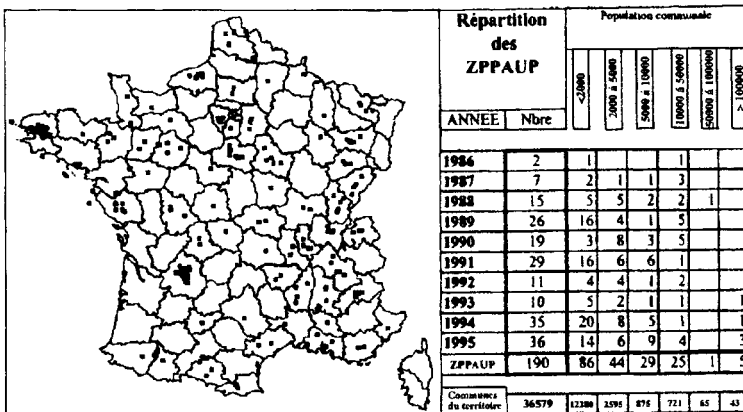 Répartition des ZPPAUP
Population communale
ANNEE Nbre <2000 2000 à 5000 5000 à 10000 10000 à 50000 50000 à 100000 > 100000
1986 2 1 1
1987 7 2 1 1 3
1988 15 5 5 2 2 1
1989 26 16 4 1 5
1990 19 3 8 3 5
1991 29 16 6 6 1
1992 11 4 4 1 2
1993 10 5 2 1 1
1994 35 20 8 5 1
1995 36 14 6 9 4
ZPPAUP 190 86 44 29 25 1
Communes du territoire 36579 2595 875 721 65 43